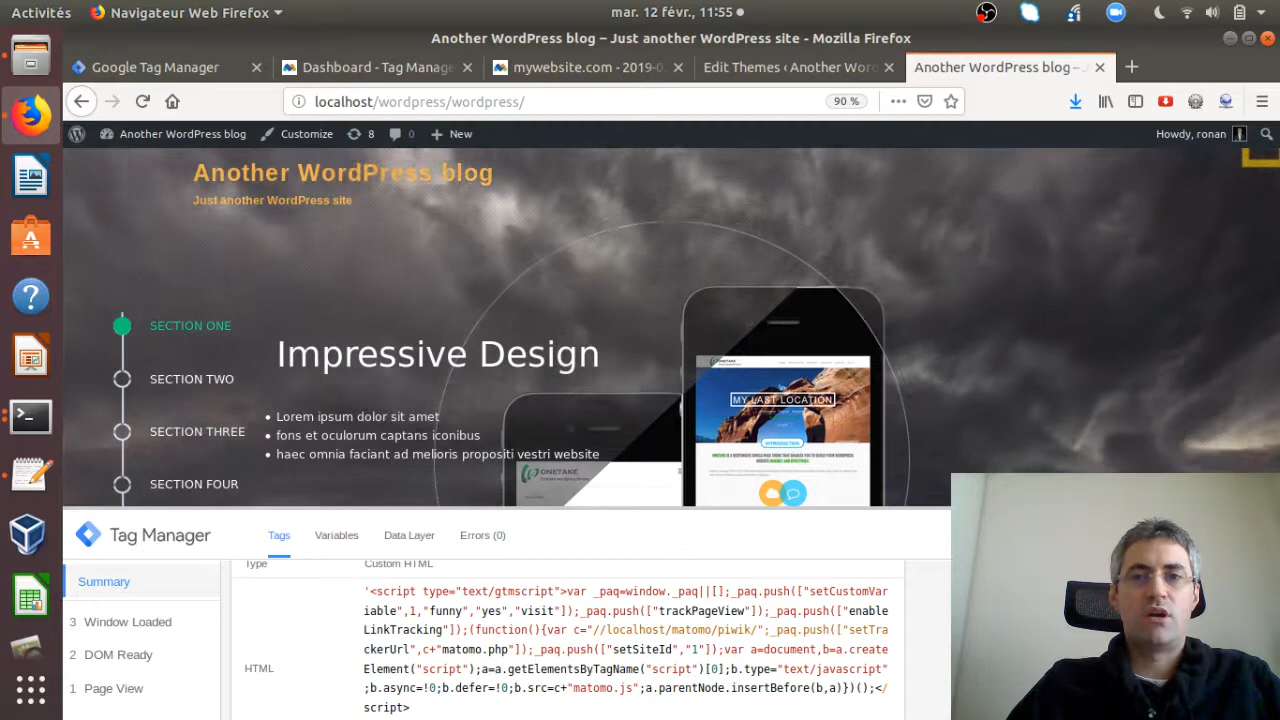 Activités
Navigateur Web Firefox
mar. 12 févr., 11:55
Another WordPress blog – Just another WordPress site - Mozilla Firefox
Google Tag Manager
Dashboard - Tag Manage
mywebsite.com - 2019-0
Edit Themes ‹ Another Wor
Another WordPress blog –
localhost/wordpress/wordpress/
90 %
Another WordPress blog
Customize
8
0
New
Howdy, ronan
Another WordPress blog
Just another WordPress site
SECTION ONE
SECTION TWO
SECTION THREE
SECTION FOUR
Impressive Design
• Lorem ipsum dolor sit amet
• fons et oculorum captans iconibus
• haec omnia faciant ad melioris propositi vestri website
ONETAKE
MY LAST LOCATION
INTRODUCTION
ONETAKE
Tag Manager
Tags
Variables
Data Layer
Errors (0)
Summary
3 Window Loaded
2 DOM Ready
1 Page View
Type
Custom HTML
HTML
'<script type="text/gtmscript">var _paq=window._paq||[];_paq.push(["setCustomVar
iable",1,"funny","yes","visit"]);_paq.push(["trackPageView"]);_paq.push(["enable
LinkTracking"]);(function(){var c="//localhost/matomo/piwik/";_paq.push(["setTra
ckerUrl",c+"matomo.php"]);_paq.push(["setSiteId","1"]);var a=document,b=a.create
Element("script");a=a.getElementsByTagName("script")[0];b.type="text/javascript"
;b.async=!0;b.defer=!0;b.src=c+"matomo.js";a.parentNode.insertBefore(b,a)})();</
script>